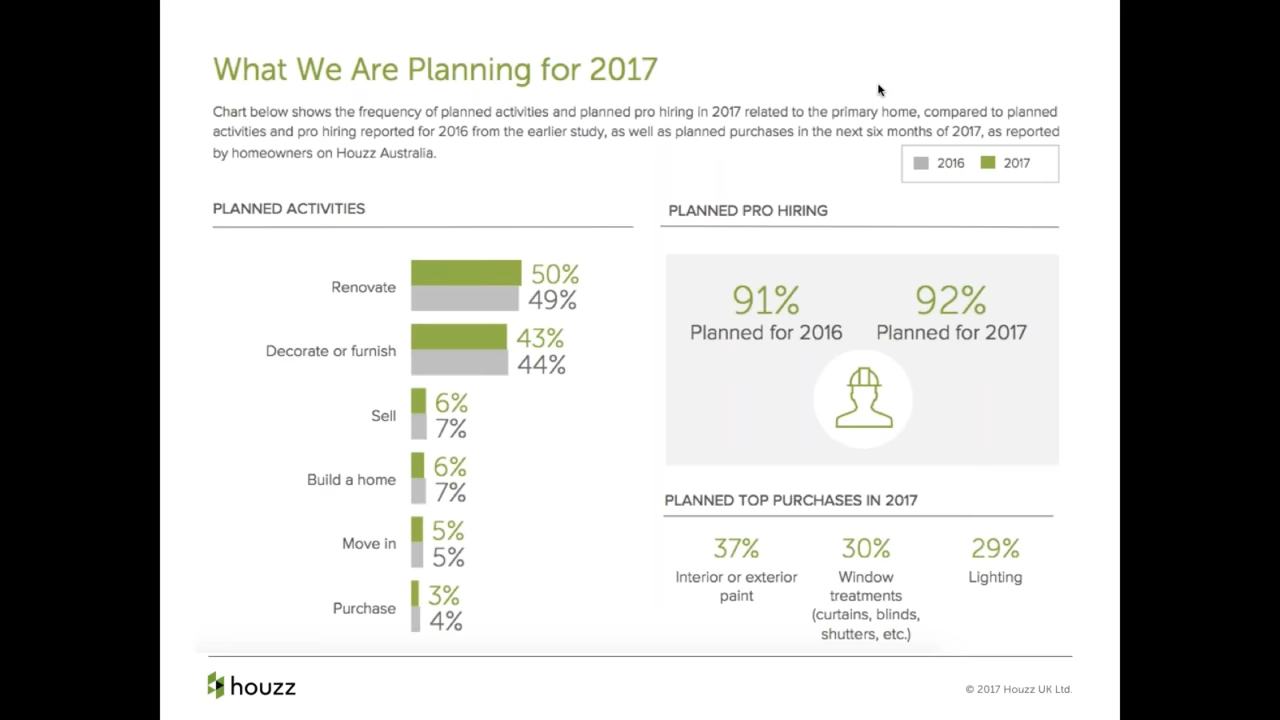 What We Are Planning for 2017
Chart below shows the frequency of planned activities and planned pro hiring in 2017 related to the primary home, compared to planned
activities and pro hiring reported for 2016 from the earlier study, as well as planned purchases in the next six months of 2017, as reported
by homeowners on Houzz Australia.
2016 2017
PLANNED ACTIVITIES
Renovate
50%
49%
Decorate or furnish
43%
44%
Sell
6%
7%
Build a home
6%
7%
Move in
5%
5%
Purchase
3%
4%
PLANNED PRO HIRING
91% 92%
Planned for 2016 Planned for 2017
PLANNED TOP PURCHASES IN 2017
37%
Interior or exterior
paint
30%
Window
treatments
(curtains, blinds,
shutters, etc.)
29%
Lighting
houzz
© 2017 Houzz UK Ltd.